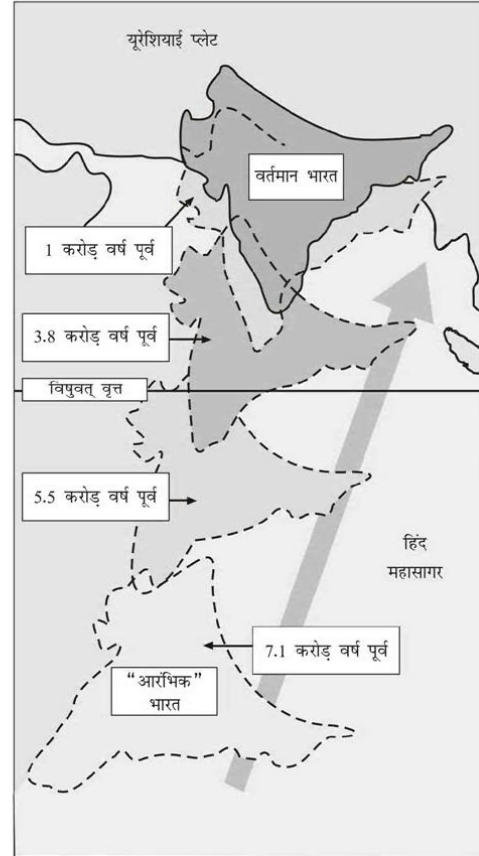 यूरेशियाई प्लेट
वर्तमान भारत
1 करोड़ वर्ष पूर्व
3.8 करोड़ वर्ष पूर्व
विषुवत् वृत्त
5.5 करोड़ वर्ष पूर्व
हिंद
महासागर
7.1 करोड़ वर्ष पूर्व
“आरंभिक”
भारत